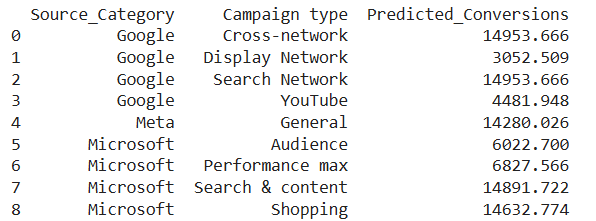 Source_Category Campaign type Predicted_Conversions
0 Google Cross-network 14953.666
1 Google Display Network 3052.509
2 Google Search Network 14953.666
3 Google YouTube 4481.948
4 Meta General 14280.026
5 Microsoft Audience 6022.700
6 Microsoft Performance max 6827.566
7 Microsoft Search & content 14891.722
8 Microsoft Shopping 14632.774